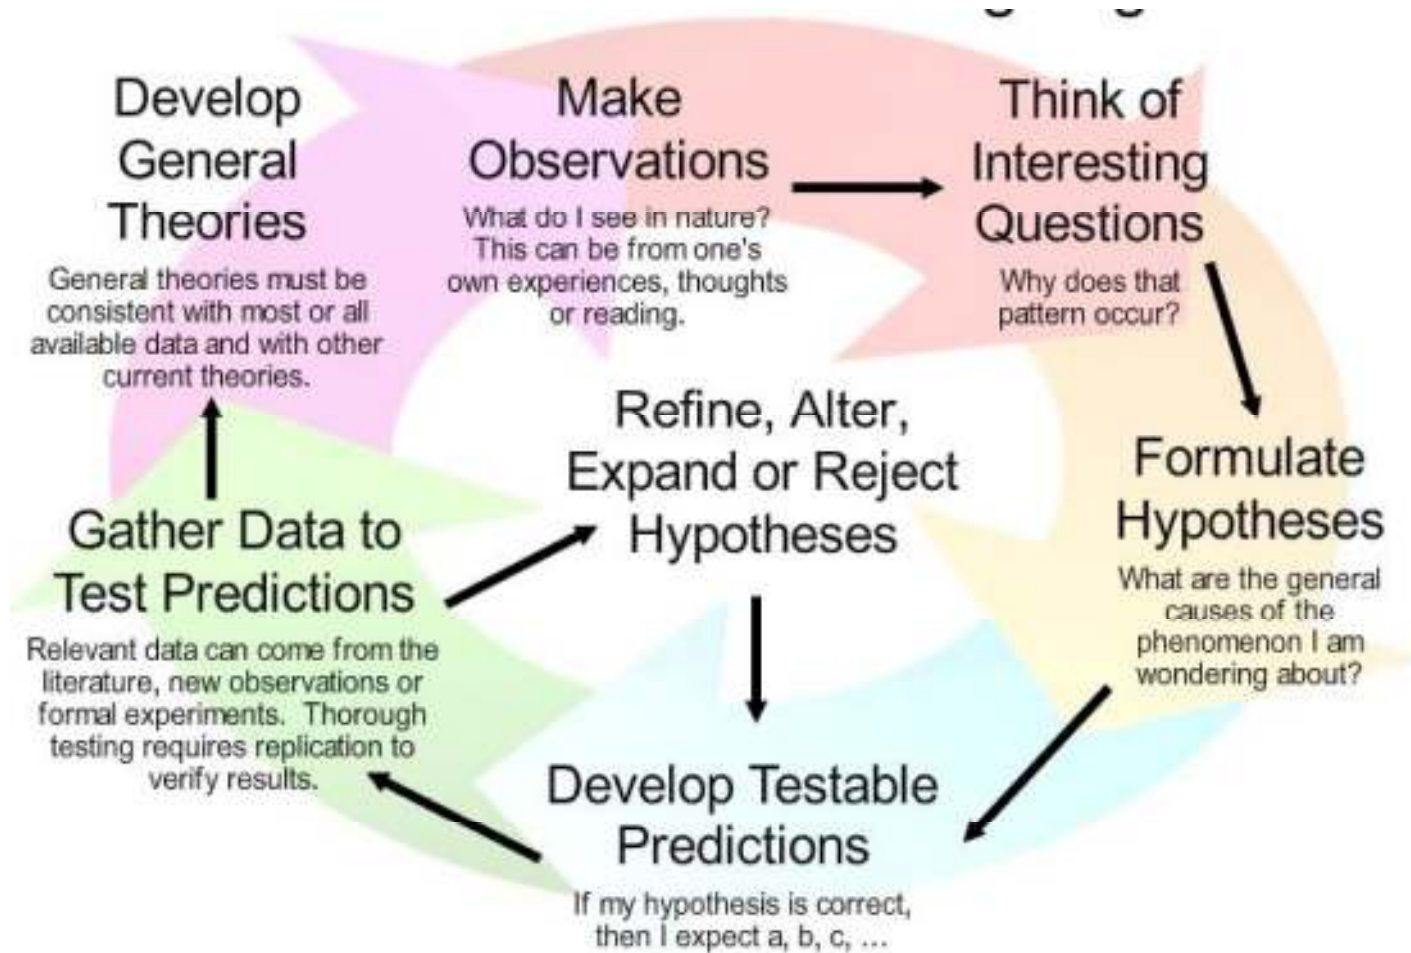 Develop
General
Theories
General theories must be
consistent with most or all
available data and with other
current theories.
Make
Observations
What do I see in nature?
This can be from one's
own experiences, thoughts
or reading.
Think of
Interesting
Questions
Why does that
pattern occur?
Refine, Alter,
Expand or Reject
Hypotheses
Formulate
Hypotheses
What are the general
causes of the
phenomenon I am
wondering about?
Gather Data to
Test Predictions
Relevant data can come from the
literature, new observations or
formal experiments. Thorough
testing requires replication to
verify results.
Develop Testable
Predictions
If my hypothesis is correct,
then I expect a, b, c, ...